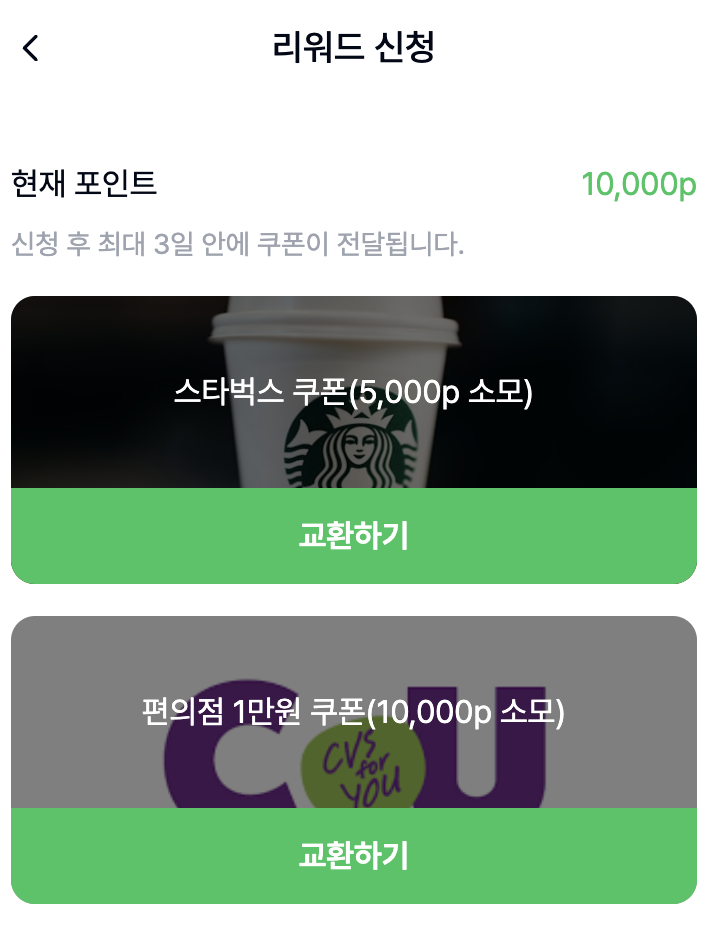 리워드 신청
현재 포인트 10,000p
신청 후 최대 3일 안에 쿠폰이 전달됩니다.
스타벅스 쿠폰(5,000p 소모)
교환하기
편의점 1만원 쿠폰(10,000p 소모)
CU
CVS
for
YOU
교환하기